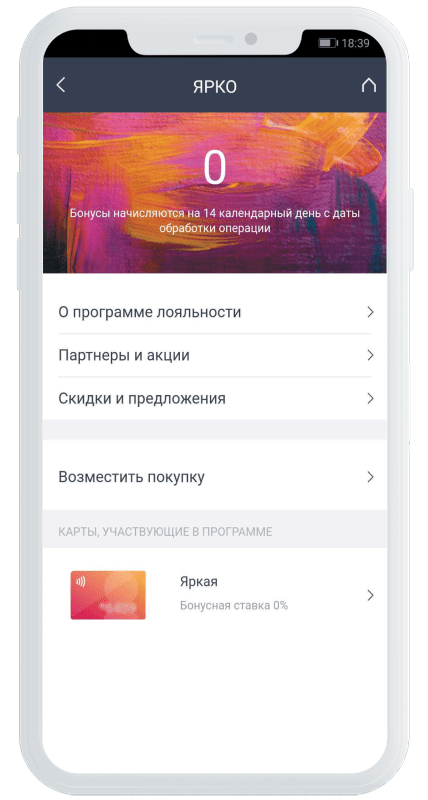 18:39
ЯРКО
0
Бонусы начисляются на 14 календарный день с даты
обработки операции
О программе лояльности
Партнеры и акции
Скидки и предложения
Возместить покупку
КАРТЫ, УЧАСТВУЮЩИЕ В ПРОГРАММЕ
Яркая
Бонусная ставка 0%